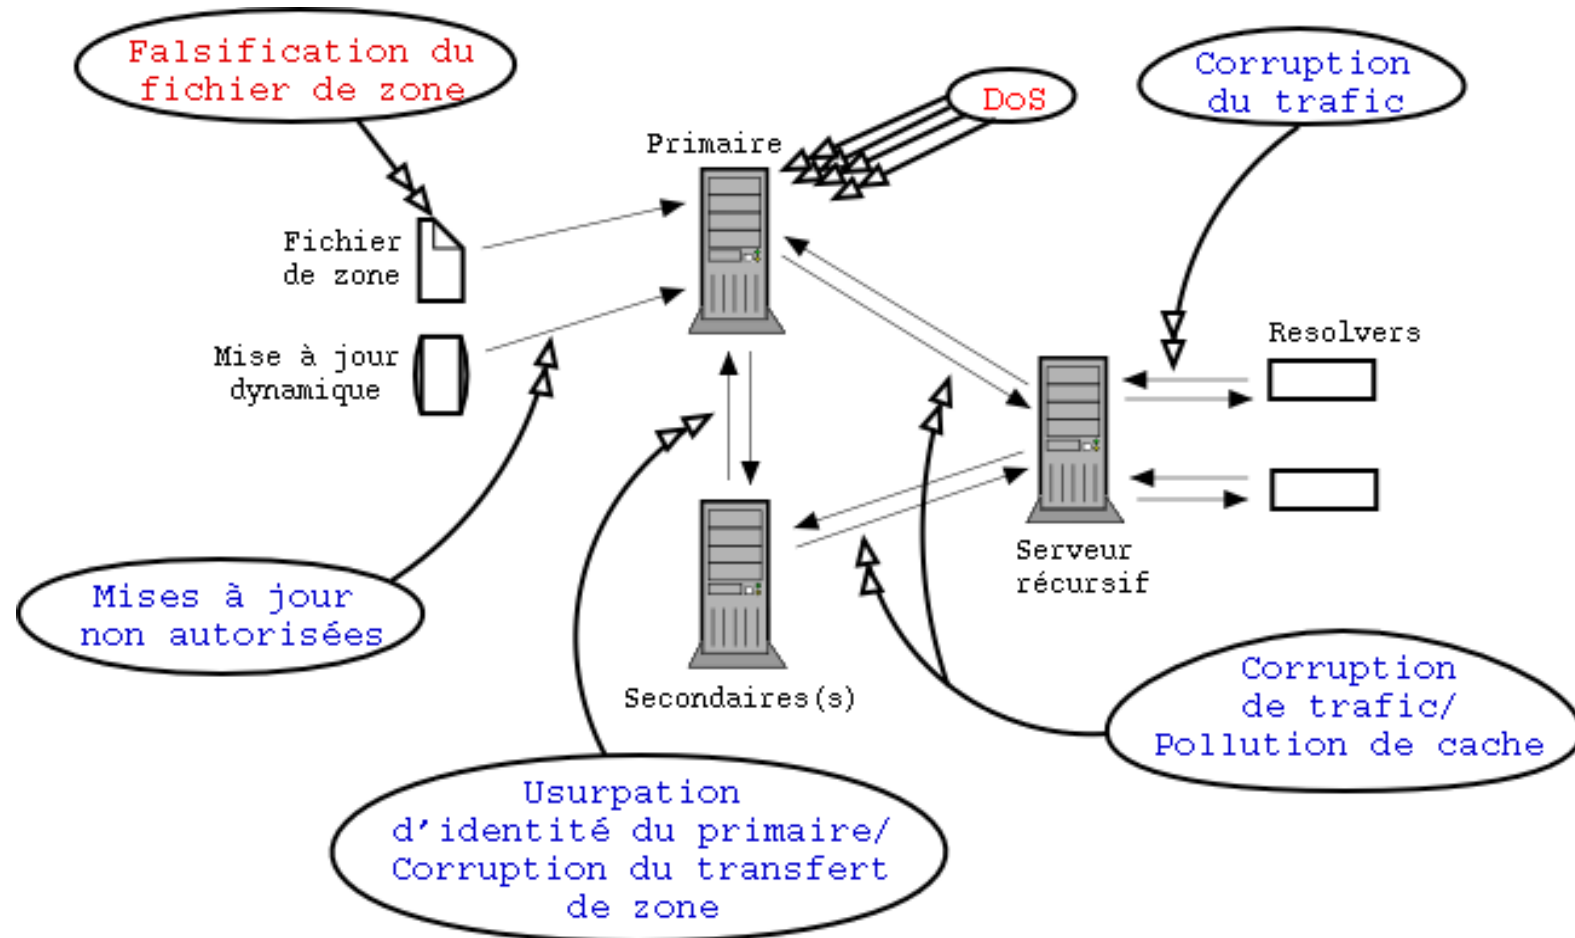 Falsification du
fichier de zone
DoS
Corruption
du trafic
Primaire
Fichier
de zone
Mise à jour
dynamique
Resolvers
Serveur
récursif
Mises à jour
non autorisées
Secondaires(s)
Corruption
de trafic/
Pollution de cache
Usurpation
d'identité du primaire/
Corruption du transfert
de zone